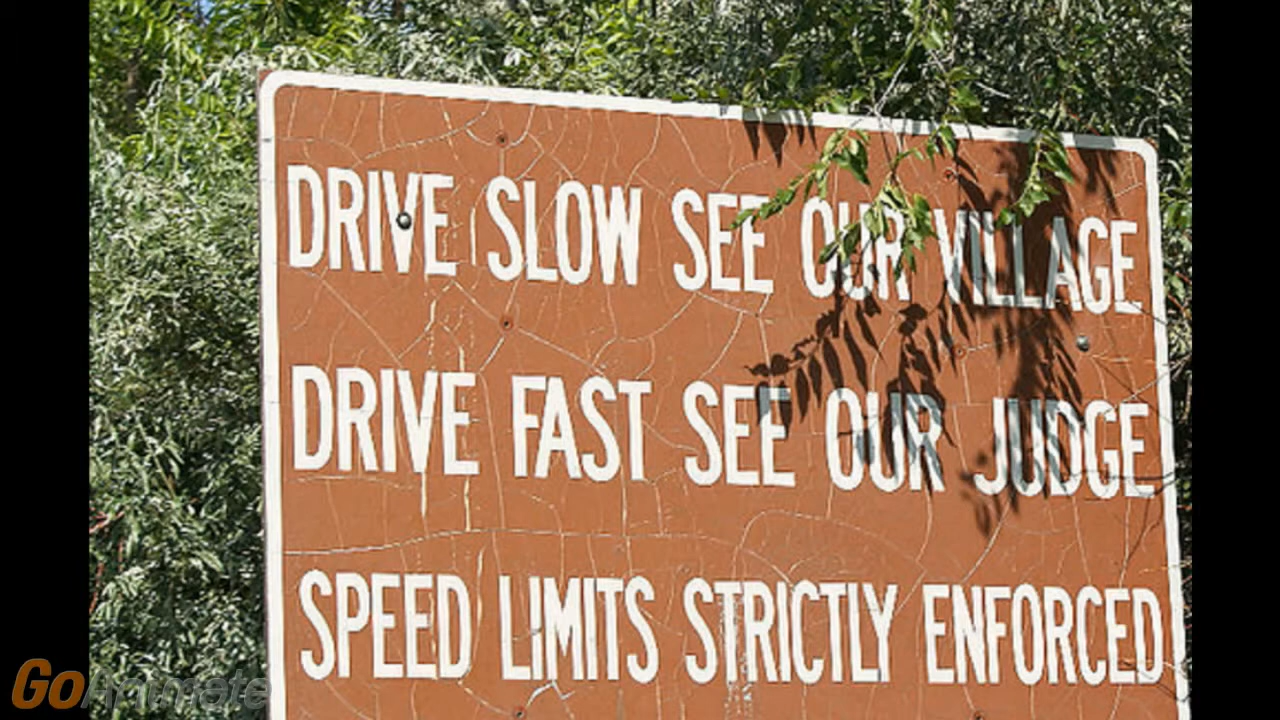 DRIVE SLOW SEE OUR VILLAGE
DRIVE FAST SEE OUR JUDGE
SPEED LIMITS STRICTLY ENFORCED
GoAnimate